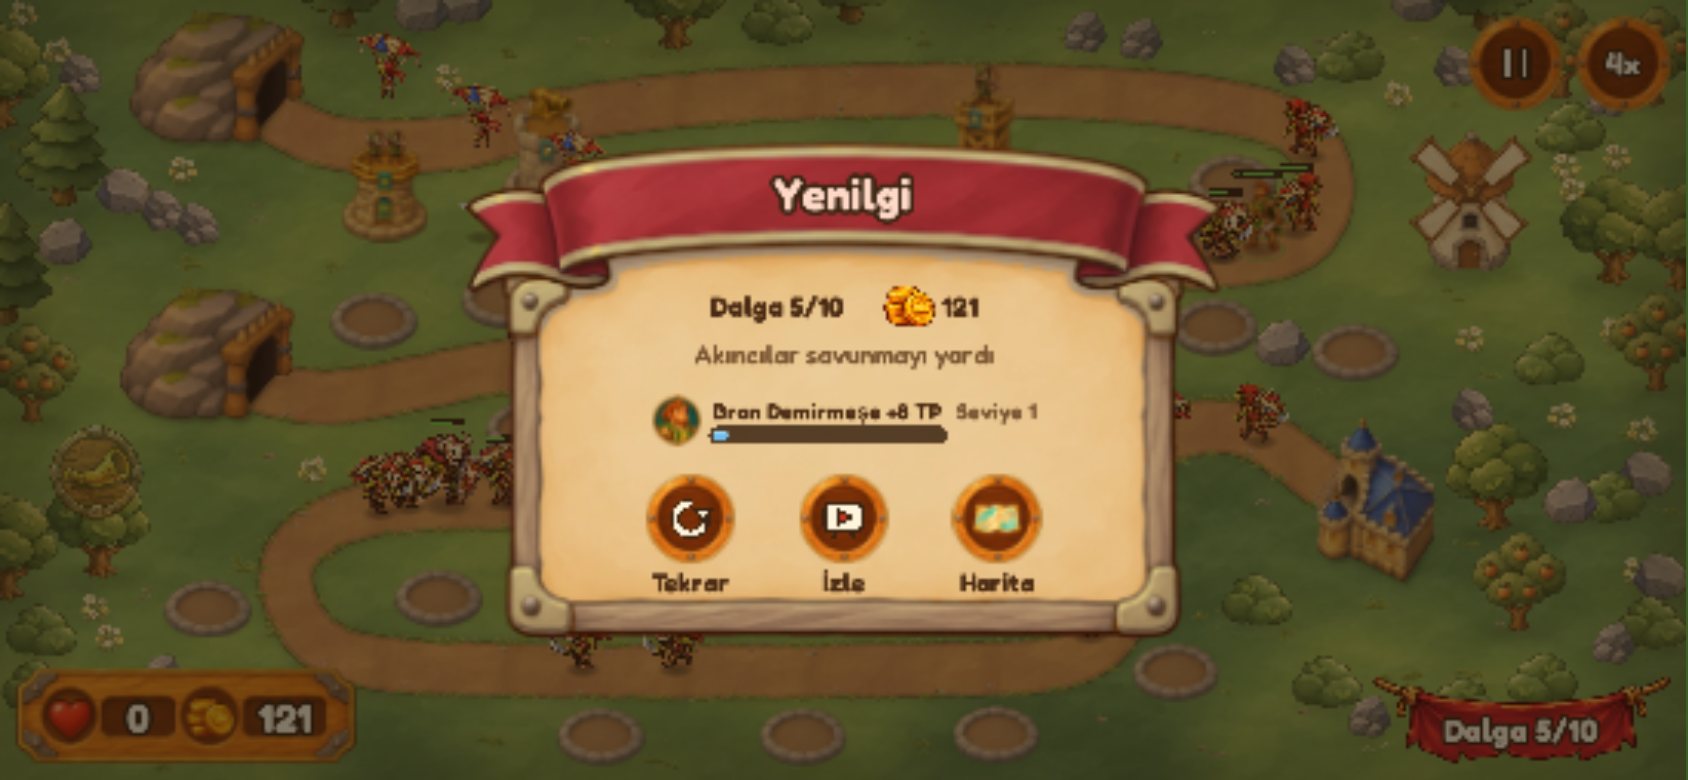 4x
Yenilgi
Dalga 5/10 121
Akıncılar savunmayı yardı
Bran Demirmeşe +8 TP Seviye 1
Tekrar İzle Harita
0 121
Dalga 5/10